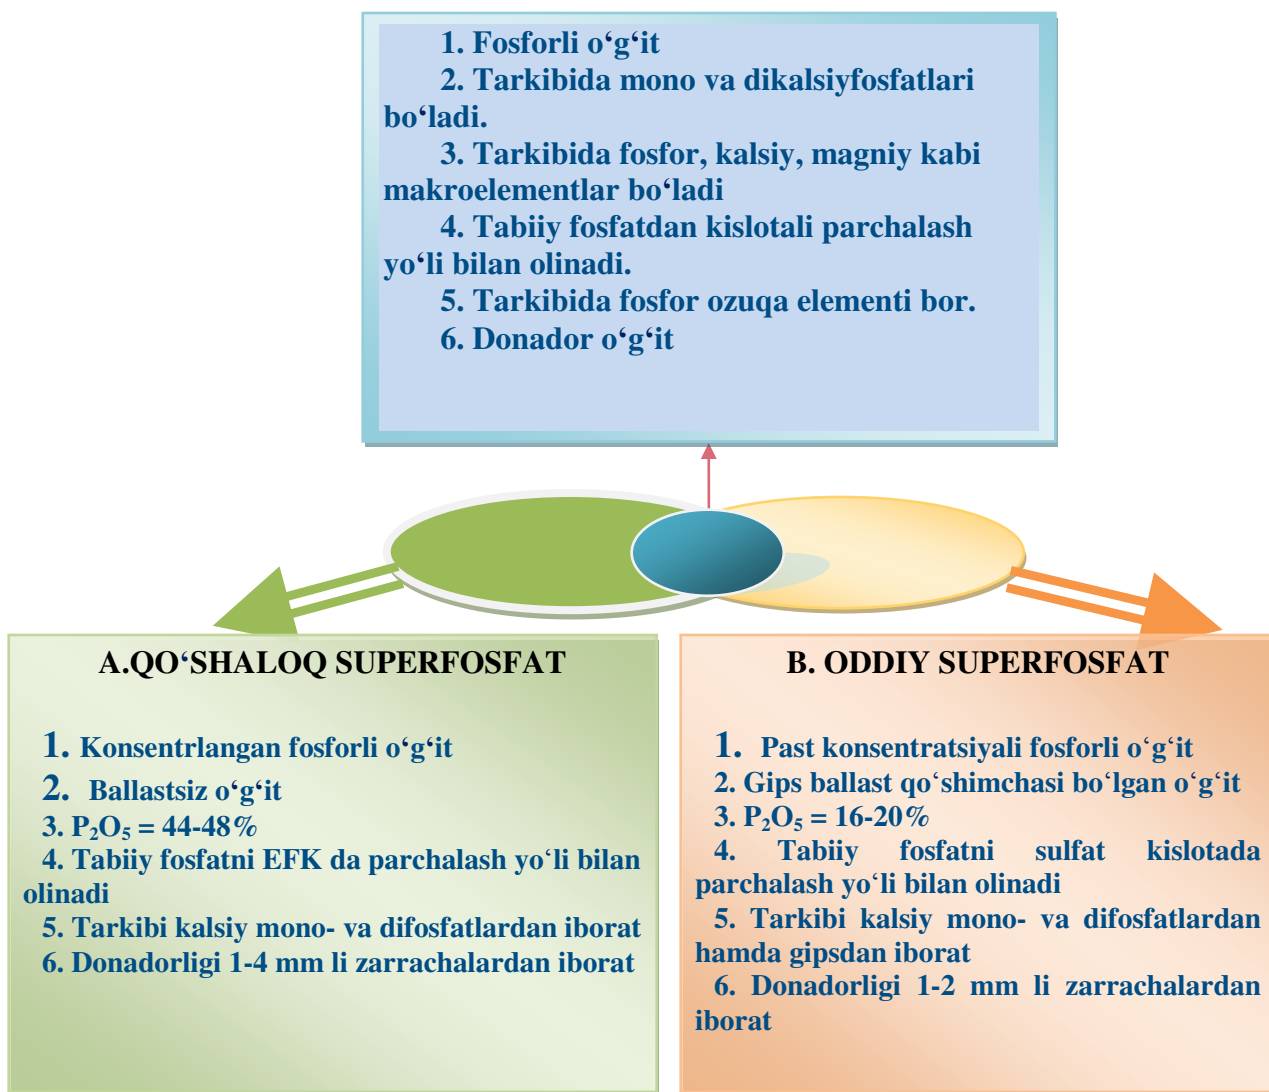 1. Fosforli o‘g‘it
2. Tarkibida mono va dikalsiyfosfatlari
bo‘ladi.
3. Tarkibida fosfor, kalsiy, magniy kabi
makroelementlar bo‘ladi
4. Tabiiy fosfatdan kislotali parchalash
yo‘li bilan olinadi.
5. Tarkibida fosfor ozuqa elementi bor.
6. Donador o‘g‘it
A.QO‘SHALOQ SUPERFOSFAT
1. Konsentrlangan fosforli o‘g‘it
2. Ballastsiz o‘g‘it
3. P₂O₅ = 44-48%
4. Tabiiy fosfatni EFK da parchalash yo‘li bilan
olinadi
5. Tarkibi kalsiy mono- va difosfatlardan iborat
6. Donadorligi 1-4 mm li zarrachalardan iborat
B. ODDIY SUPERFOSFAT
1. Past konsentratsiyali fosforli o‘g‘it
2. Gips ballast qo‘shimchasi bo‘lgan o‘g‘it
3. P₂O₅ = 16-20%
4. Tabiiy fosfatni sulfat kislotada
parchalash yo‘li bilan olinadi
5. Tarkibi kalsiy mono- va difosfatlardan
hamda gipsdan iborat
6. Donadorligi 1-2 mm li zarrachalardan
iborat